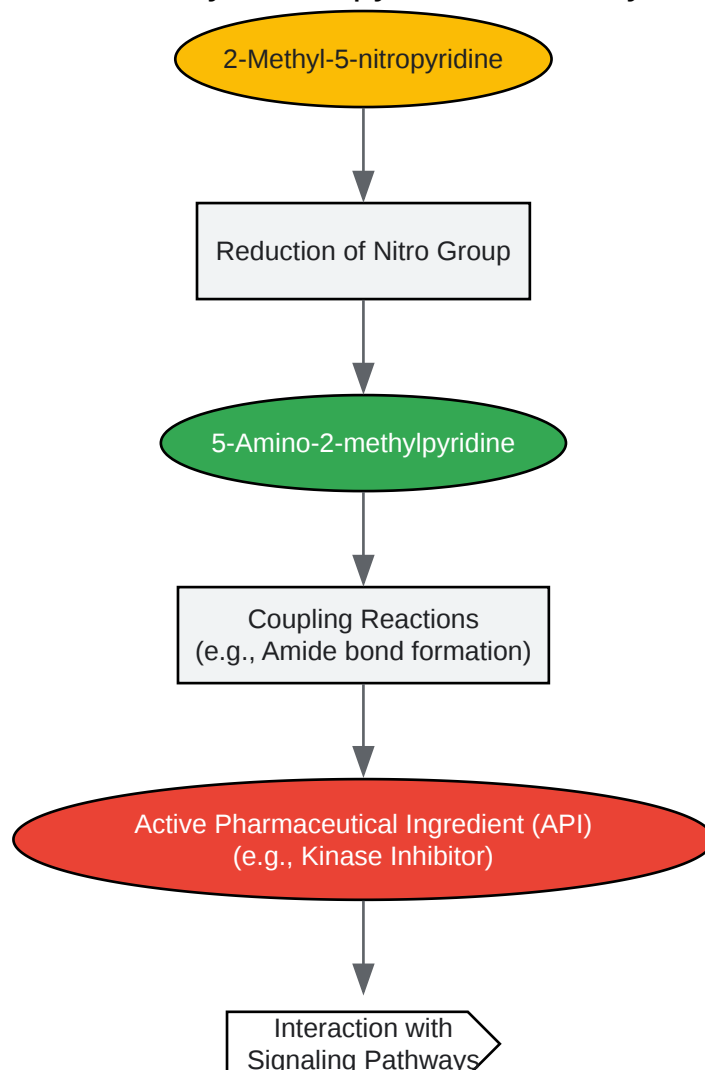 2-Methyl-5-nitropyridine
Reduction of Nitro Group
5-Amino-2-methylpyridine
Coupling Reactions
(e.g., Amide bond formation)
Active Pharmaceutical Ingredient (API)
(e.g., Kinase Inhibitor)
Interaction with
Signaling Pathways